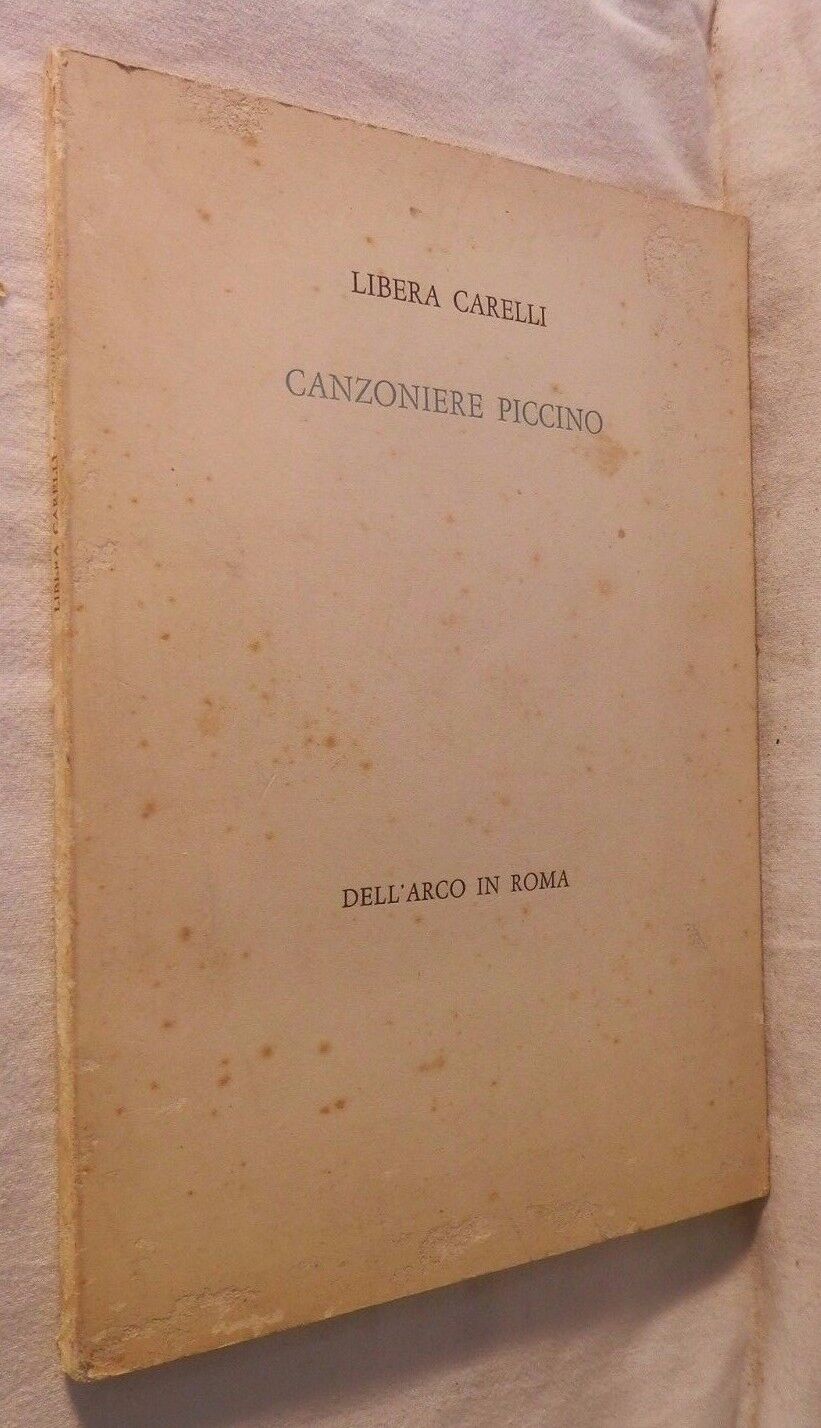 LIBERA CARELLI
CANZONIERE PICCINO
DELL'ARCO IN ROMA
LIBERA CARELLI